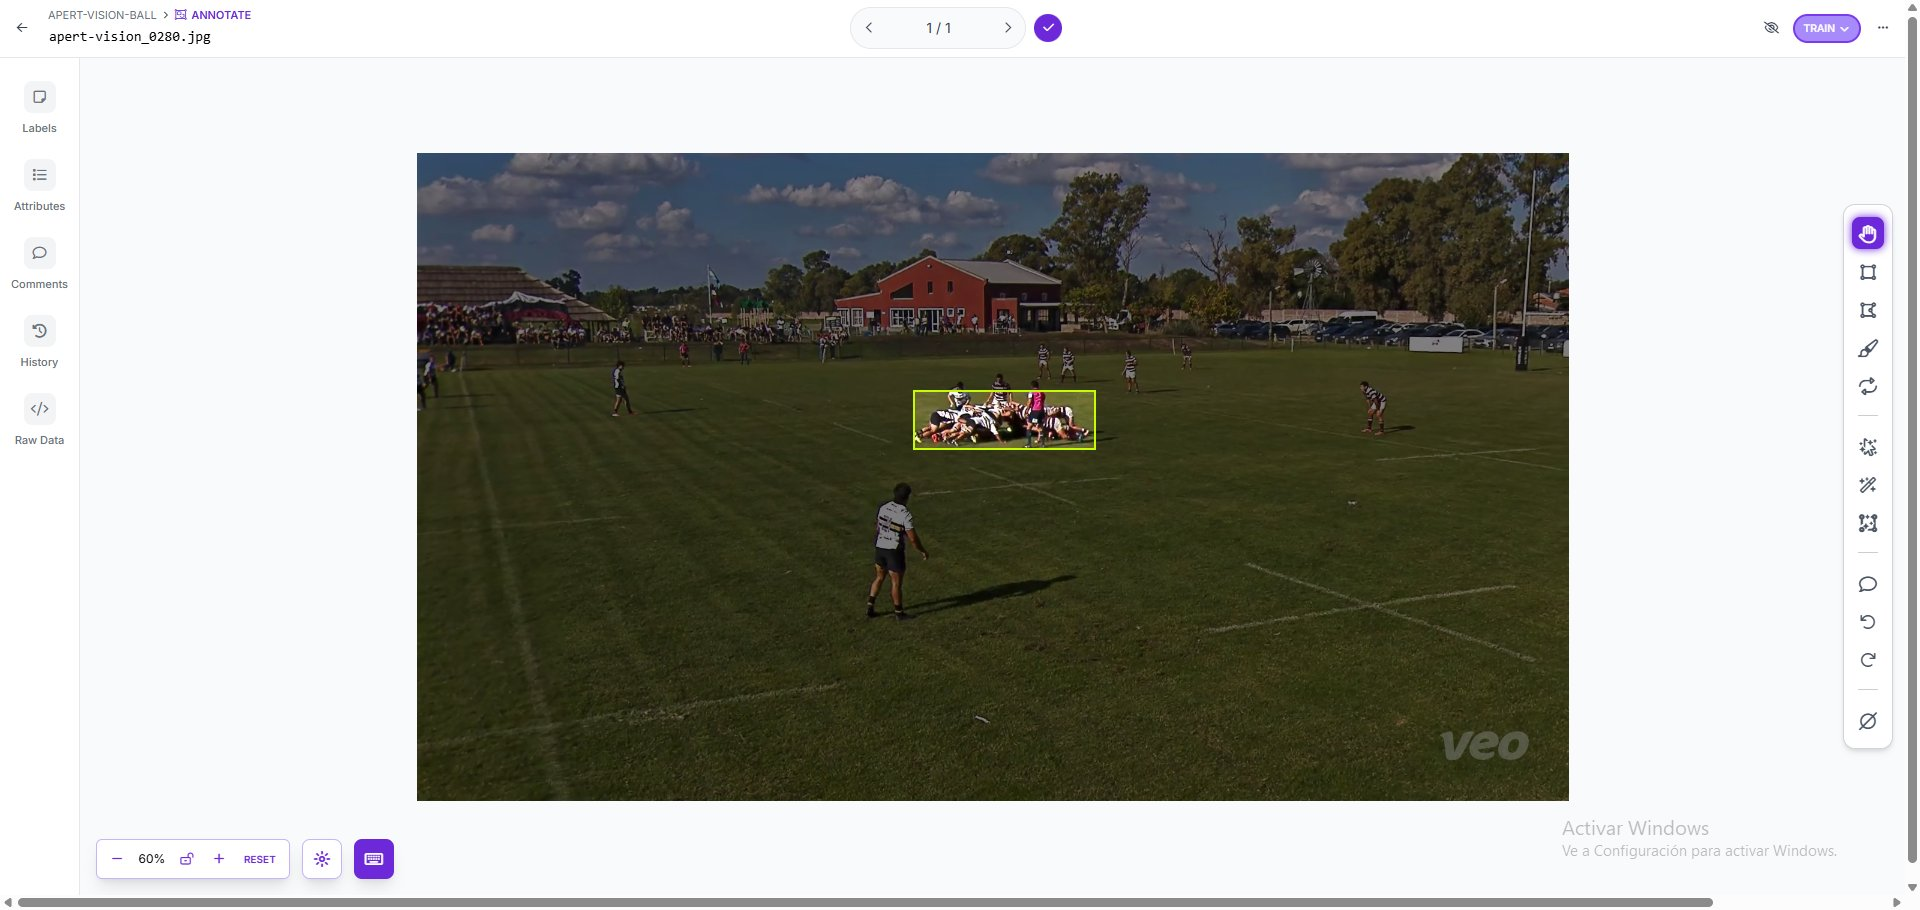 APERT-VISION-BALL > ANNOTATE
apert-vision_0280.jpg
1 / 1
TRAIN
Labels
Attributes
Comments
History
Raw Data
veo
Activar Windows
Ve a Configuración para activar Windows.
60%
RESET